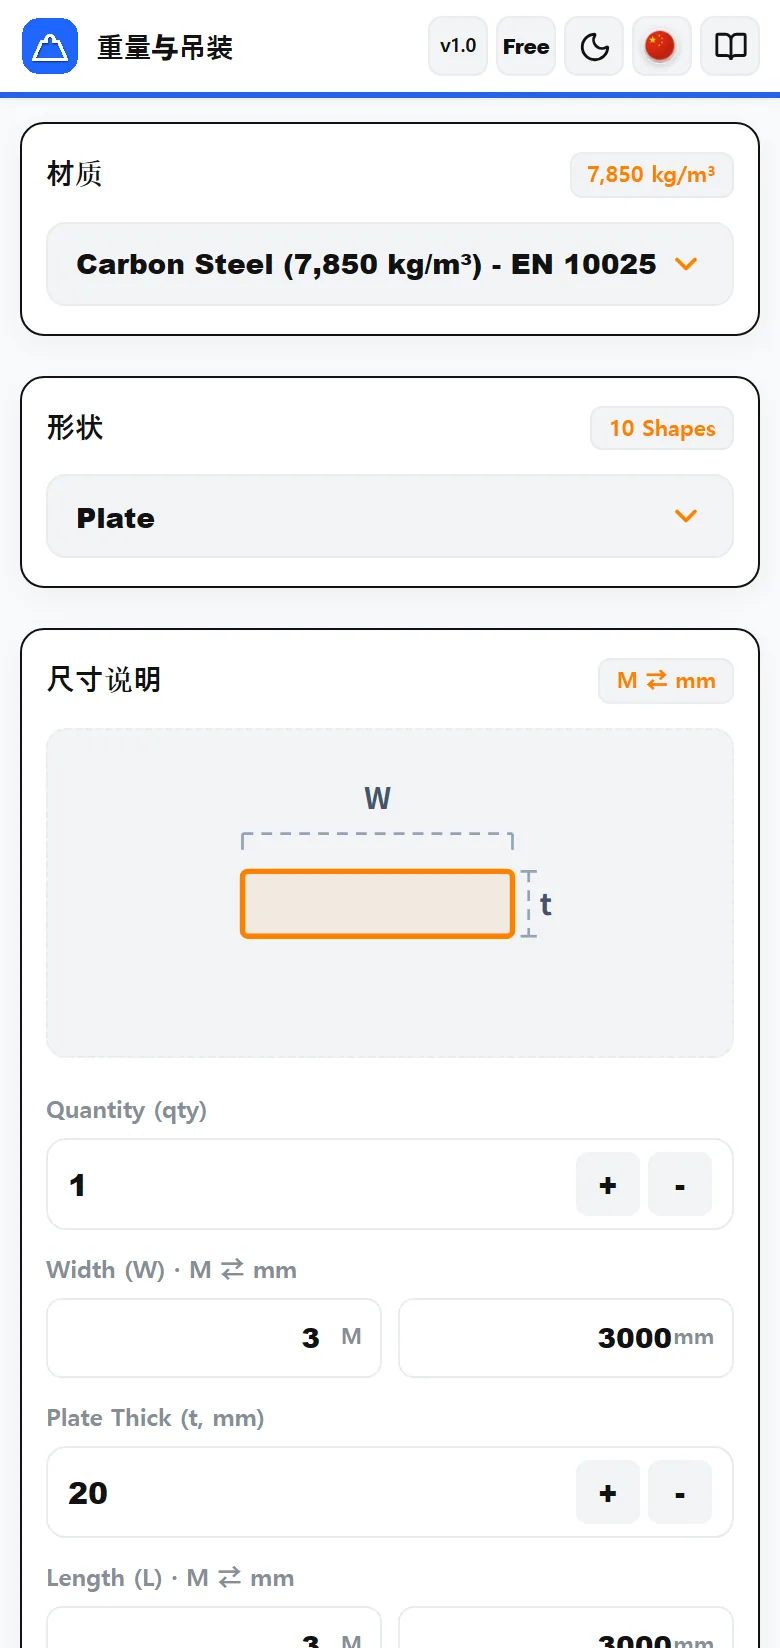 重量与吊装
v1.0
Free
材质
7,850 kg/m³
Carbon Steel (7,850 kg/m³) - EN 10025
形状
10 Shapes
Plate
尺寸说明
M ⇄ mm
W
t
Quantity (qty)
1
+
-
Width (W) · M ⇄ mm
3 M
3000mm
Plate Thick (t, mm)
20
+
-
Length (L) · M ⇄ mm
3 M
3000mm